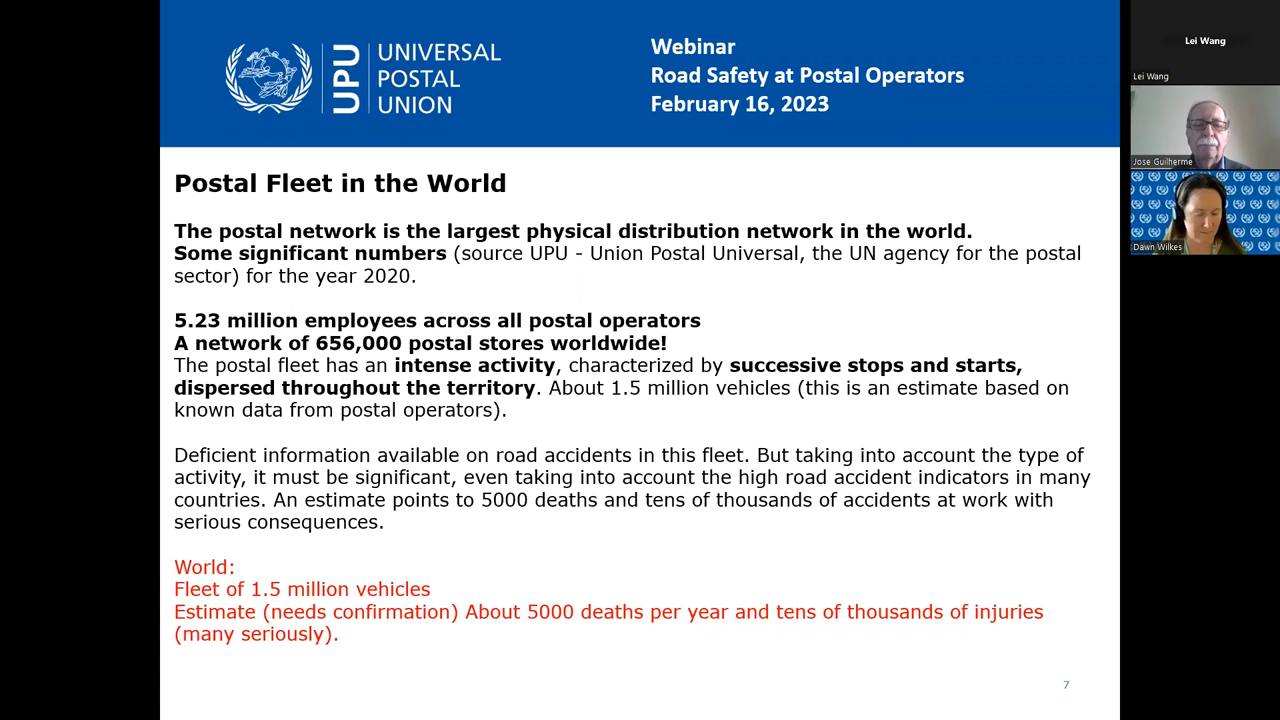 UPU
UNIVERSAL
POSTAL
UNION
Webinar
Road Safety at Postal Operators
February 16, 2023
Postal Fleet in the World
The postal network is the largest physical distribution network in the world.
Some significant numbers (source UPU - Union Postal Universal, the UN agency for the postal
sector) for the year 2020.
5.23 million employees across all postal operators
A network of 656,000 postal stores worldwide!
The postal fleet has an intense activity, characterized by successive stops and starts,
dispersed throughout the territory. About 1.5 million vehicles (this is an estimate based on
known data from postal operators).
Deficient information available on road accidents in this fleet. But taking into account the type of
activity, it must be significant, even taking into account the high road accident indicators in many
countries. An estimate points to 5000 deaths and tens of thousands of accidents at work with
serious consequences.
World:
Fleet of 1.5 million vehicles
Estimate (needs confirmation) About 5000 deaths per year and tens of thousands of injuries
(many seriously).
7
Lei Wang
Lei Wang
Jose Guilherme
Dawn Wilkes